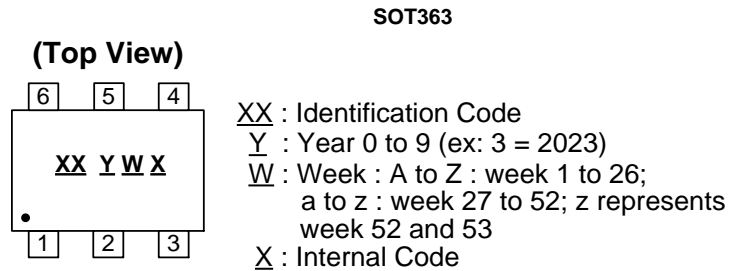 SOT363
(Top View)
6 5 4
XX Y W X
1 2 3
XX : Identification Code
Y : Year 0 to 9 (ex: 3 = 2023)
W : Week : A to Z : week 1 to 26;
a to z : week 27 to 52; z represents
week 52 and 53
X : Internal Code